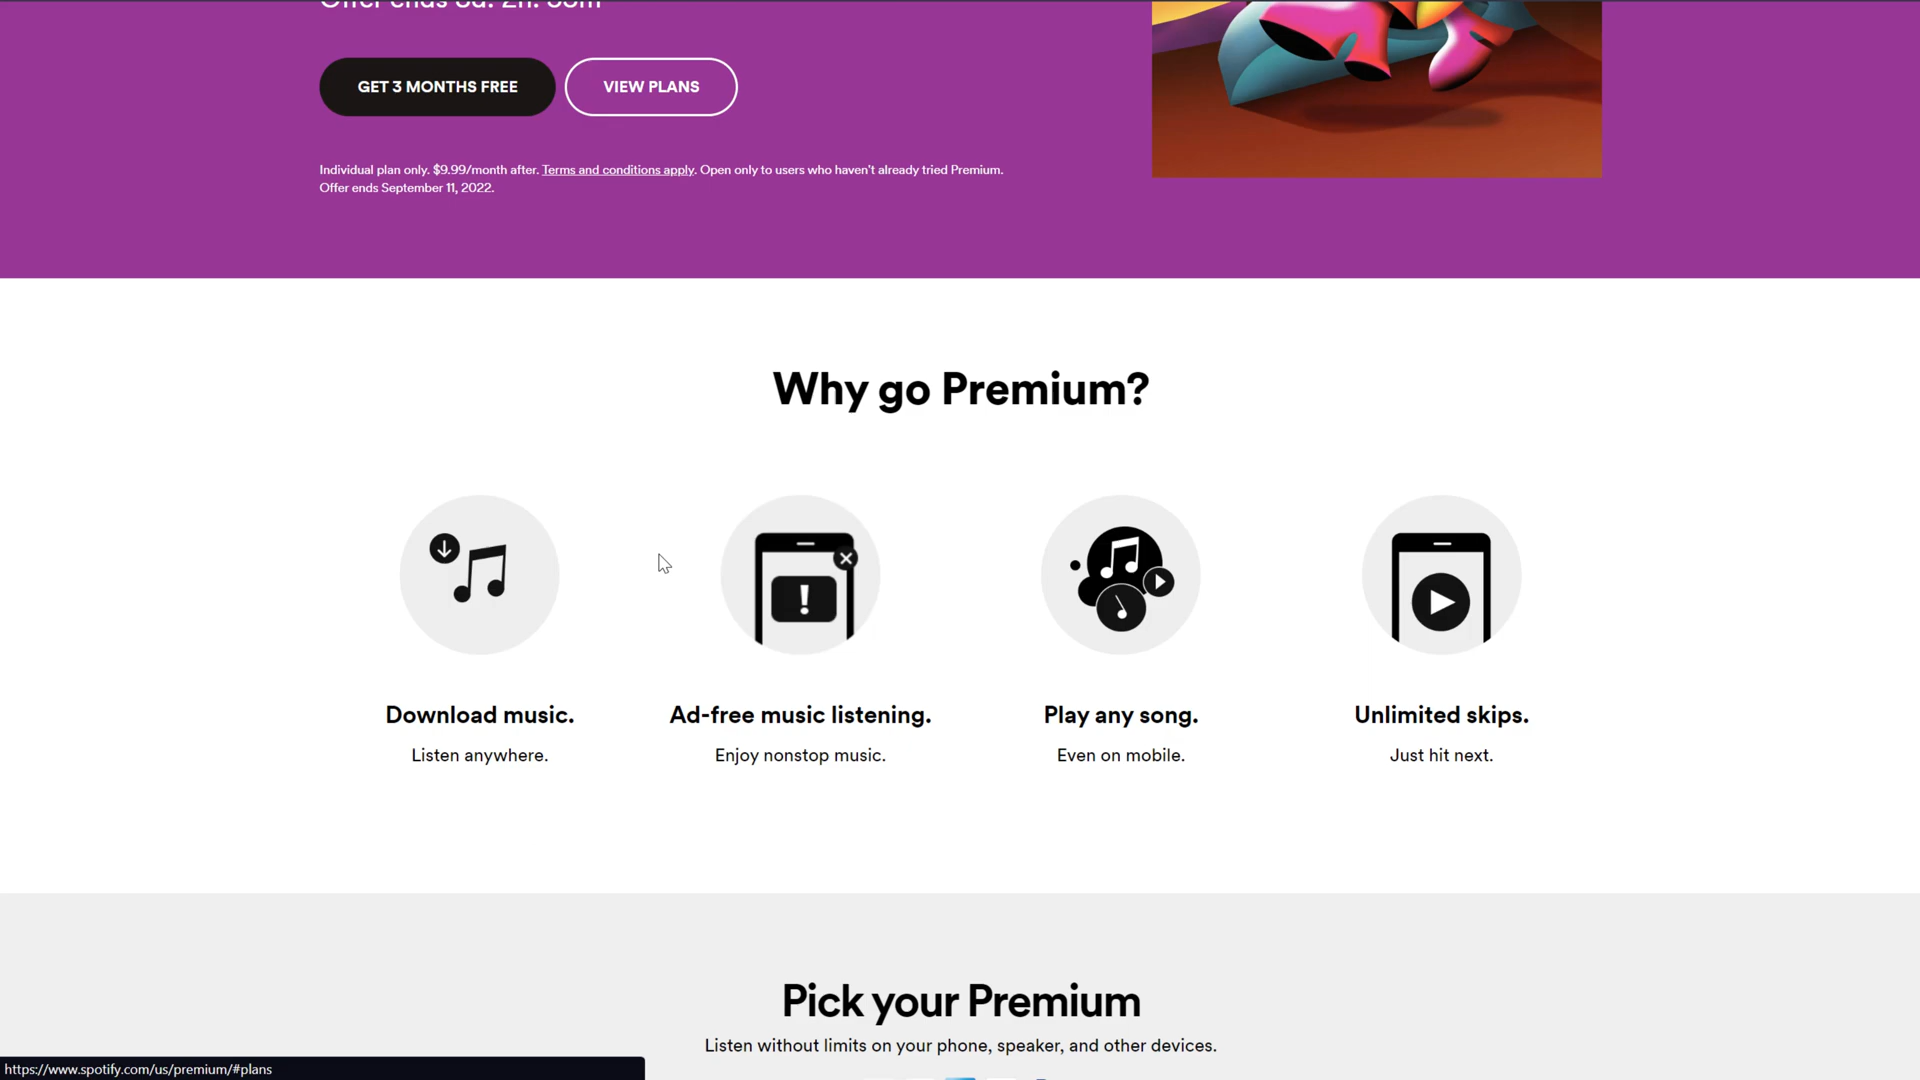 GET 3 MONTHS FREE
VIEW PLANS
Individual plan only. $9.99/month after. Terms and conditions apply. Open only to users who haven't already tried Premium.
Offer ends September 11, 2022.
Why go Premium?
Download music.
Listen anywhere.
Ad-free music listening.
Enjoy nonstop music.
Play any song.
Even on mobile.
Unlimited skips.
Just hit next.
Pick your Premium
Listen without limits on your phone, speaker, and other devices.
https://www.spotify.com/us/premium/#plans